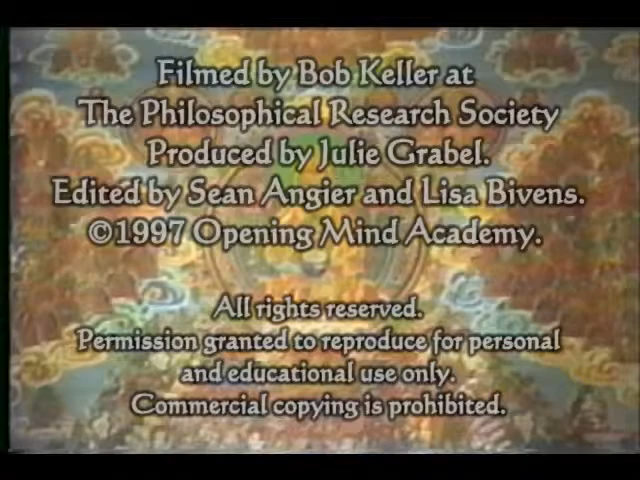 Filmed by Bob Keller at
The Philosophical Research Society
Produced by Julie Grabel.
Edited by Sean Angier and Lisa Bivens.
©1997 Opening Mind Academy.
All rights reserved.
Permission granted to reproduce for personal
and educational use only.
Commercial copying is prohibited.